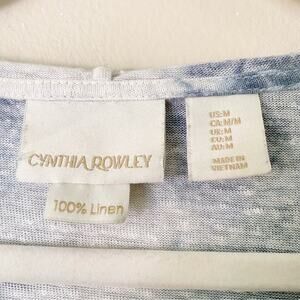 CYNTHIA ROWLEY
100% Linen
US:M
CA:M/M
UK:M
EU:M
AU:M
MADE IN
VIETNAM